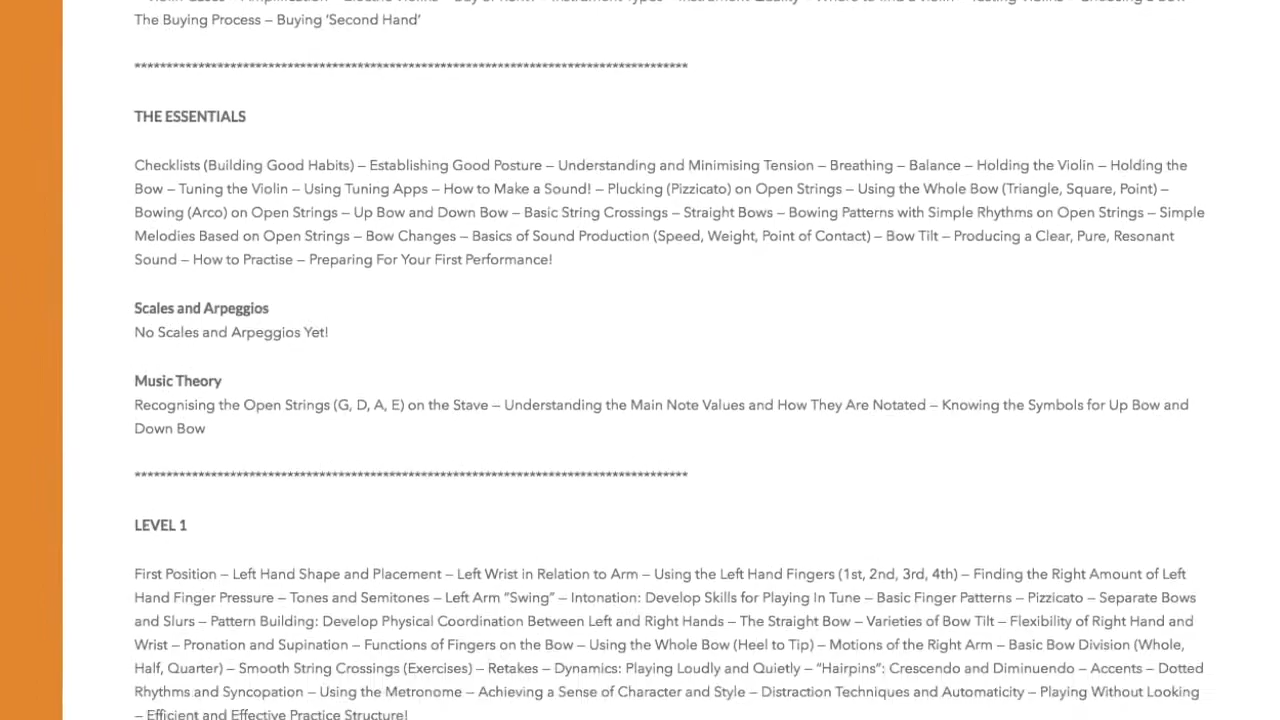 The Buying Process – Buying ‘Second Hand’
****************************************************************************************
THE ESSENTIALS
Checklists (Building Good Habits) – Establishing Good Posture – Understanding and Minimising Tension – Breathing – Balance – Holding the Violin – Holding the
Bow – Tuning the Violin – Using Tuning Apps – How to Make a Sound! – Plucking (Pizzicato) on Open Strings – Using the Whole Bow (Triangle, Square, Point) –
Bowing (Arco) on Open Strings – Up Bow and Down Bow – Basic String Crossings – Straight Bows – Bowing Patterns with Simple Rhythms on Open Strings – Simple
Melodies Based on Open Strings – Bow Changes – Basics of Sound Production (Speed, Weight, Point of Contact) – Bow Tilt – Producing a Clear, Pure, Resonant
Sound – How to Practise – Preparing For Your First Performance!
Scales and Arpeggios
No Scales and Arpeggios Yet!
Music Theory
Recognising the Open Strings (G, D, A, E) on the Stave – Understanding the Main Note Values and How They Are Notated – Knowing the Symbols for Up Bow and
Down Bow
****************************************************************************************
LEVEL 1
First Position – Left Hand Shape and Placement – Left Wrist in Relation to Arm – Using the Left Hand Fingers (1st, 2nd, 3rd, 4th) – Finding the Right Amount of Left
Hand Finger Pressure – Tones and Semitones – Left Arm “Swing” – Intonation: Develop Skills for Playing In Tune – Basic Finger Patterns – Pizzicato – Separate Bows
and Slurs – Pattern Building: Develop Physical Coordination Between Left and Right Hands – The Straight Bow – Varieties of Bow Tilt – Flexibility of Right Hand and
Wrist – Pronation and Supination – Functions of Fingers on the Bow – Using the Whole Bow (Heel to Tip) – Motions of the Right Arm – Basic Bow Division (Whole,
Half, Quarter) – Smooth String Crossings (Exercises) – Retakes – Dynamics: Playing Loudly and Quietly – “Hairpins”: Crescendo and Diminuendo – Accents – Dotted
Rhythms and Syncopation – Using the Metronome – Achieving a Sense of Character and Style – Distraction Techniques and Automaticity – Playing Without Looking
– Efficient and Effective Practice Structure!